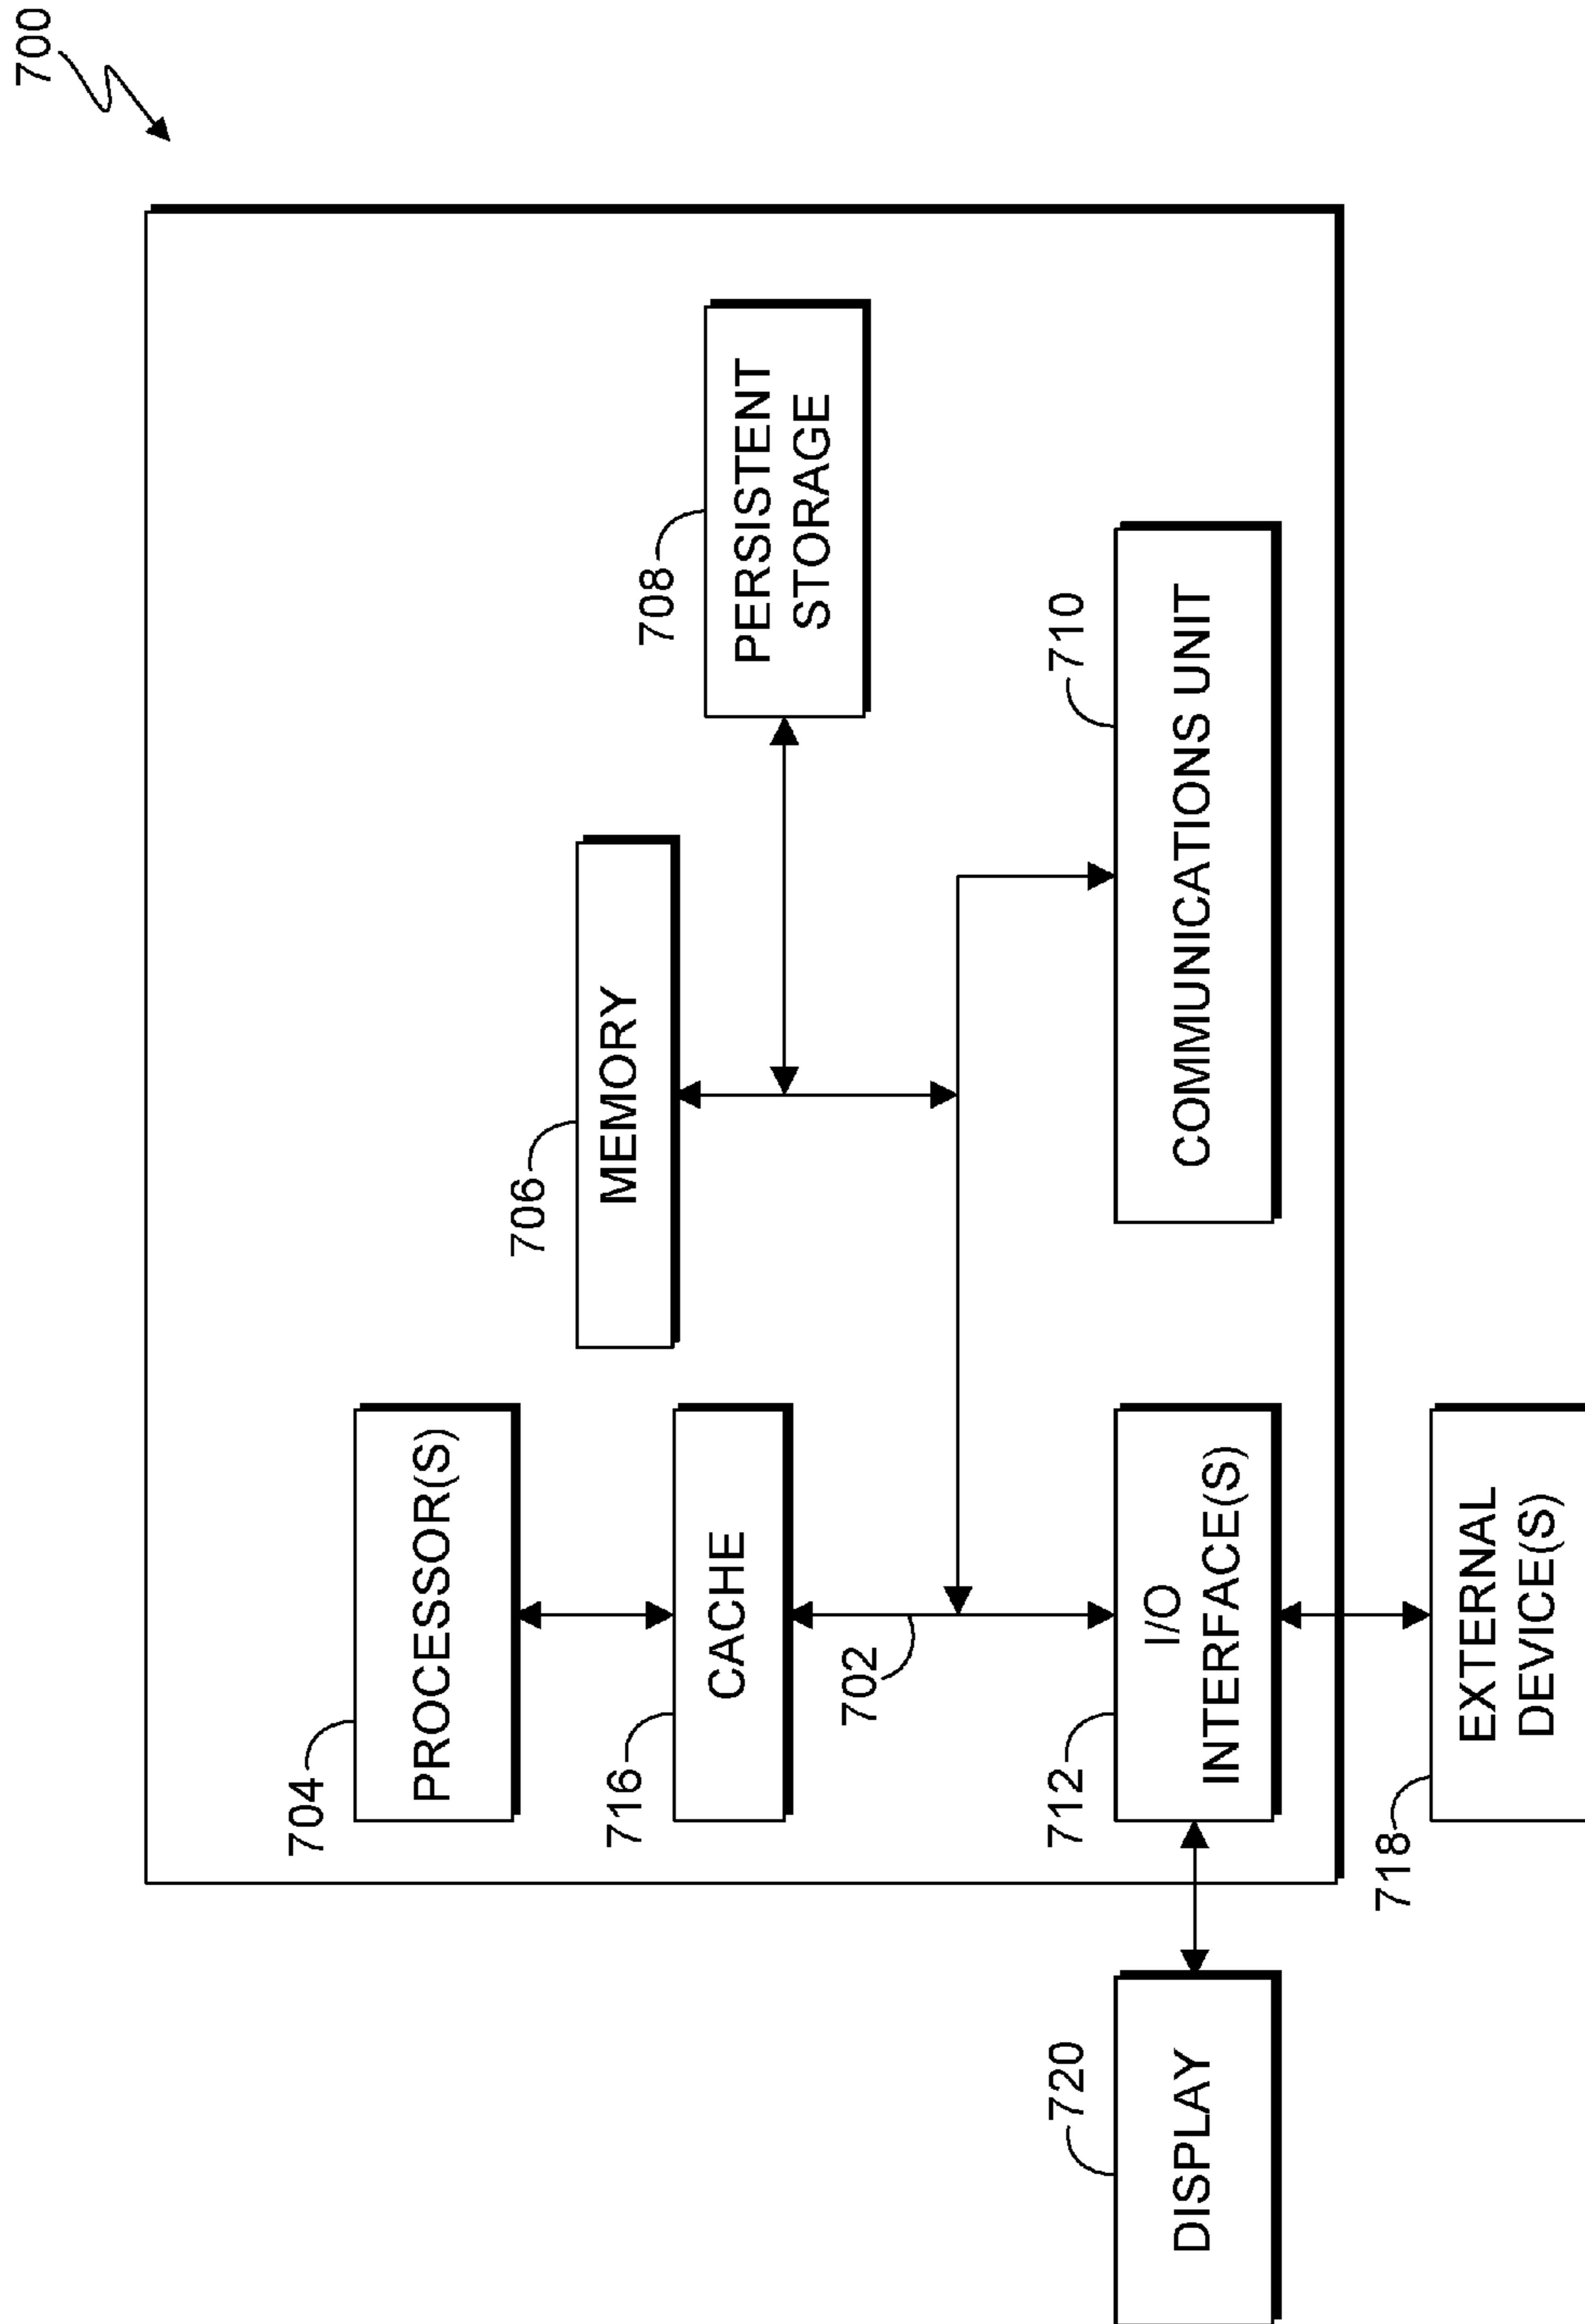 700
704
PROCESSOR(S)
706
MEMORY
716
CACHE
708
PERSISTENT
STORAGE
702
720
DISPLAY
712
I/O
INTERFACE(S)
710
COMMUNICATIONS UNIT
718
EXTERNAL
DEVICE(S)